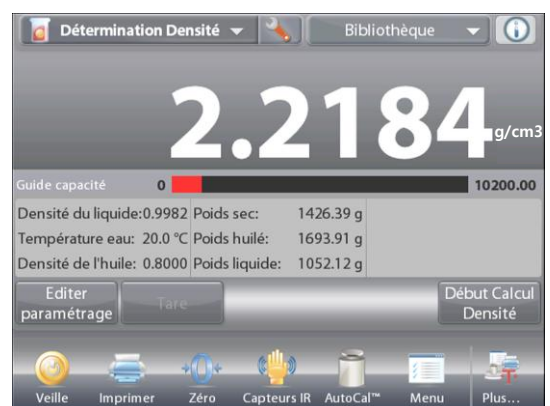 Détermination Densité
Bibliothèque
2.2184 g/cm3
Guide capacité 0 10200.00
Densité du liquide:0.9982 Poids sec: 1426.39 g
Température eau: 20.0 °C Poids huilé: 1693.91 g
Densité de l'huile: 0.8000 Poids liquide: 1052.12 g
Editer
paramétrage
Tare
Début Calcul
Densité
Veille Imprimer Zéro Capteurs IR AutoCal™ Menu Plus...